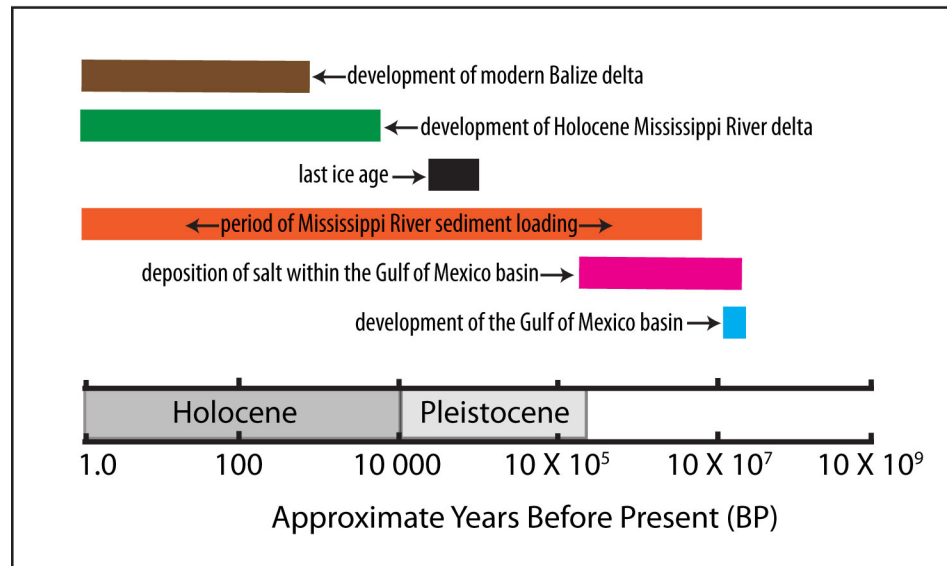 development of modern Balize delta
development of Holocene Mississippi River delta
last ice age
period of Mississippi River sediment loading
deposition of salt within the Gulf of Mexico basin
development of the Gulf of Mexico basin
Holocene Pleistocene
1.0 100 10 000 10 X 10⁵ 10 X 10⁷ 10 X 10⁹
Approximate Years Before Present (BP)